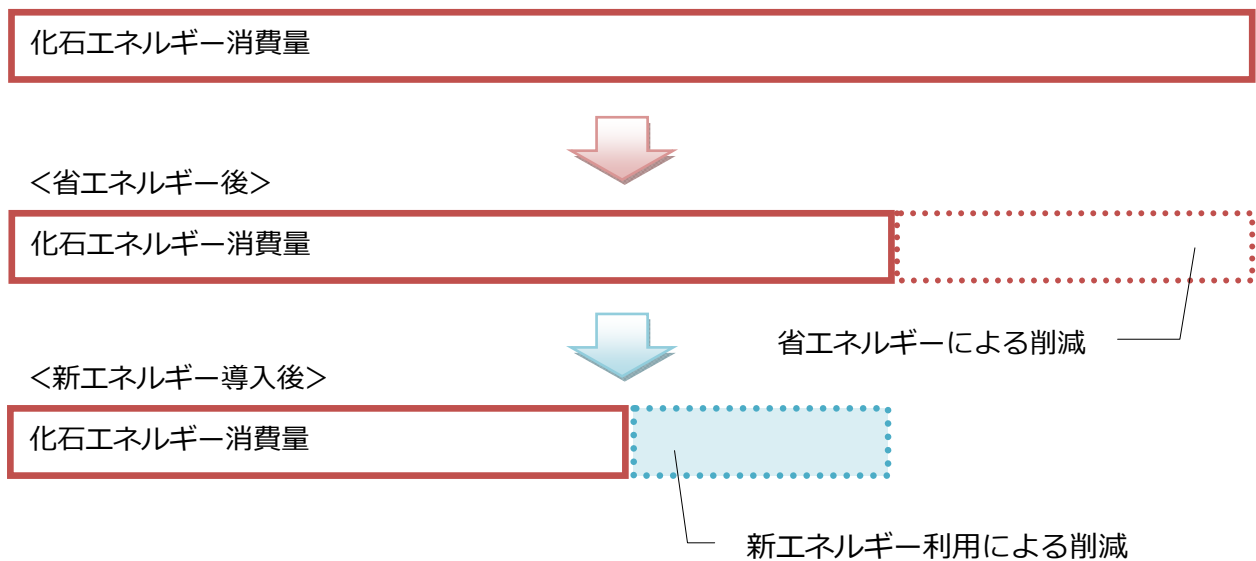 化石エネルギー消費量
＜省エネルギー後＞
化石エネルギー消費量
省エネルギーによる削減
＜新エネルギー導入後＞
化石エネルギー消費量
新エネルギー利用による削減